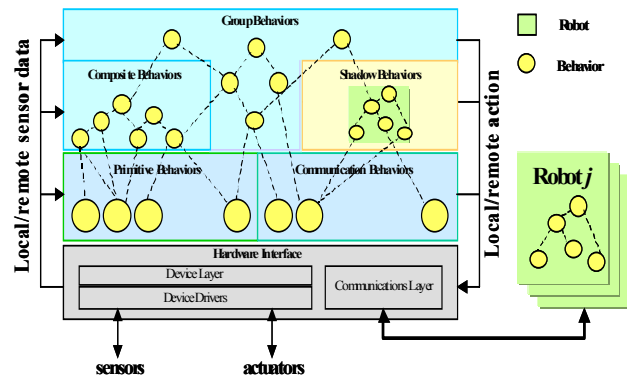 Group Behaviors
Robot
Composite Behaviors
Shadow Behaviors
Behavior
Local/remote sensor data
Local/remote action
Primitive Behaviors
Communication Behaviors
Robot j
Hardware Interface
Device Layer
Device Drivers
Communications Layer
sensors
actuators